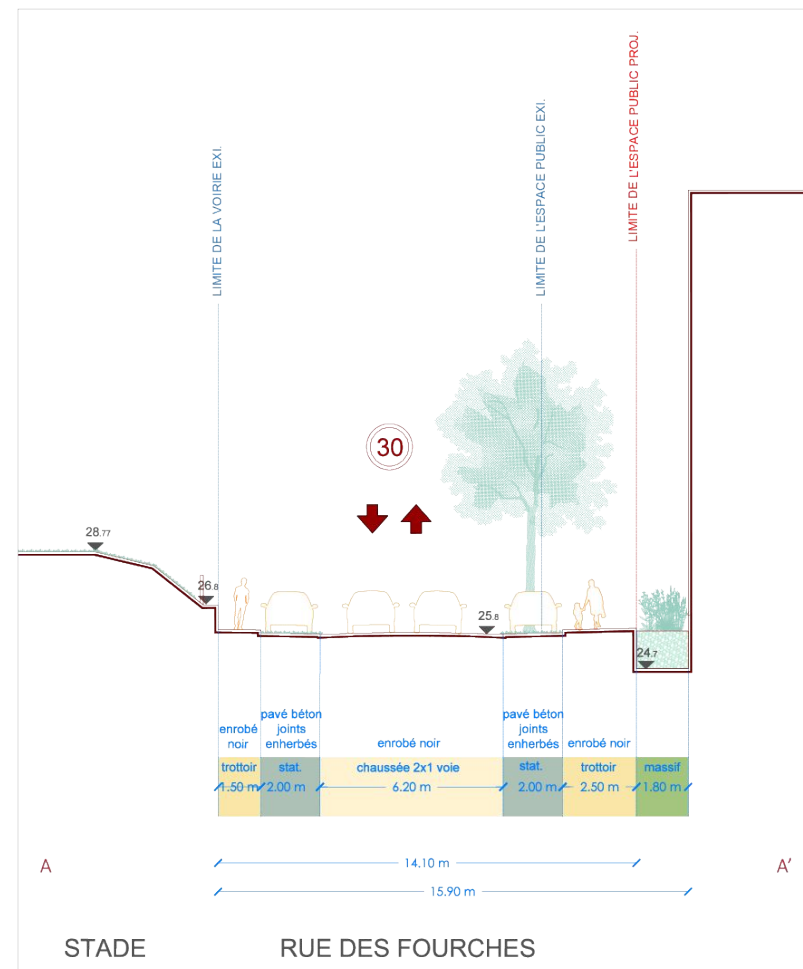 LIMITE DE LA VOIRIE EXI.
LIMITE DE L'ESPACE PUBLIC EXI.
LIMITE DE L'ESPACE PUBLIC PROJ.
30
28.77
26.8
25.8
24.7
enrobé
noir
pavé béton
joints
enherbés
enrobé noir
pavé béton
joints
enherbés
enrobé noir
trottoir
stat.
chaussée 2x1 voie
stat.
trottoir
massif
1.50 m
2.00 m
6.20 m
2.00 m
2.50 m
1.80 m
14.10 m
15.90 m
A
A'
STADE
RUE DES FOURCHES